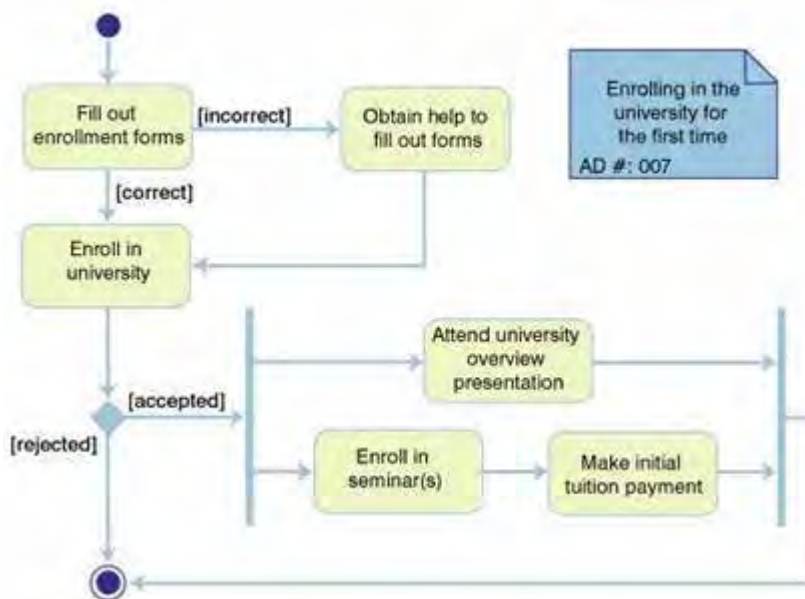 Fill out
enrollment forms
[incorrect]
Obtain help to
fill out forms
Enrolling in the
university for
the first time
AD #: 007
[correct]
Enroll in
university
Attend university
overview
presentation
[accepted]
[rejected]
Enroll in
seminar(s)
Make initial
tuition payment